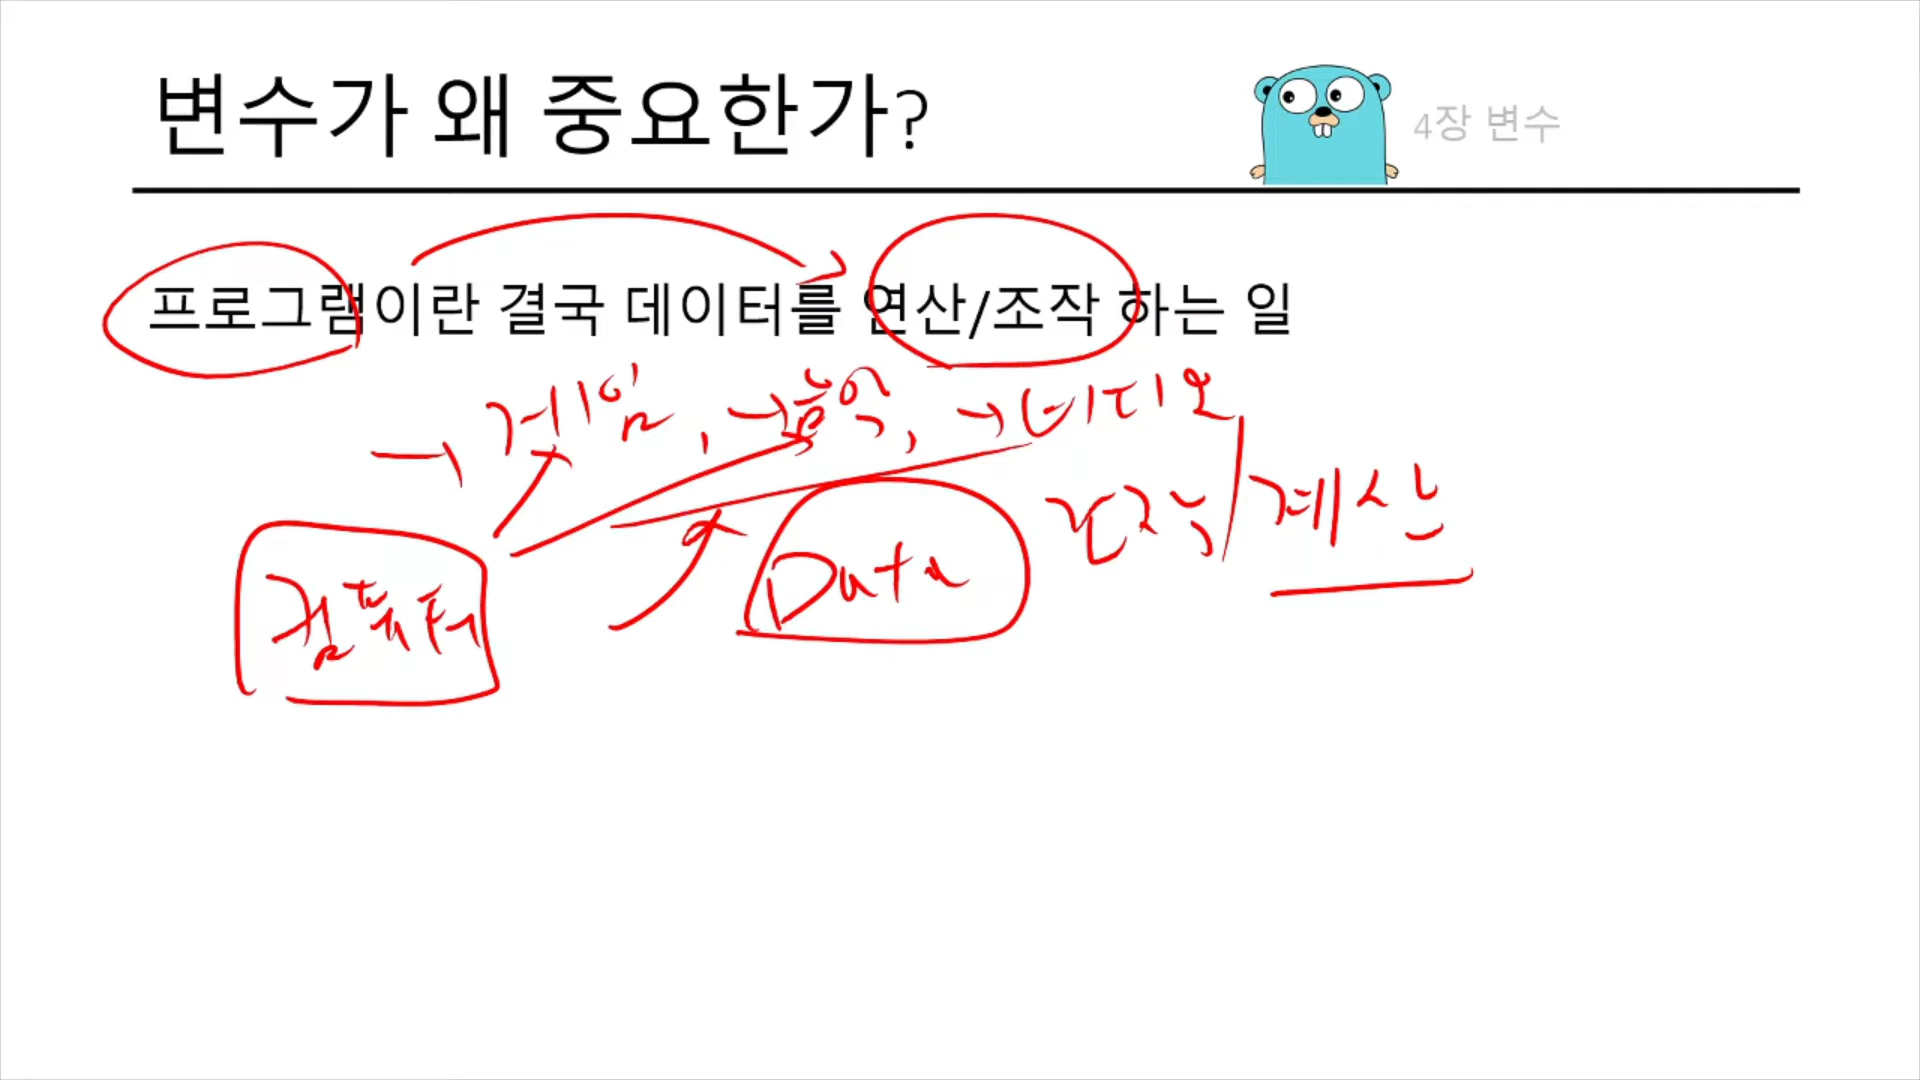 변수가 왜 중요한가?
4장 변수
프로그램이란 결국 데이터를 연산/조작 하는 일
→ 게임, → 음악, → 비디오
Data / 계산
컴퓨터